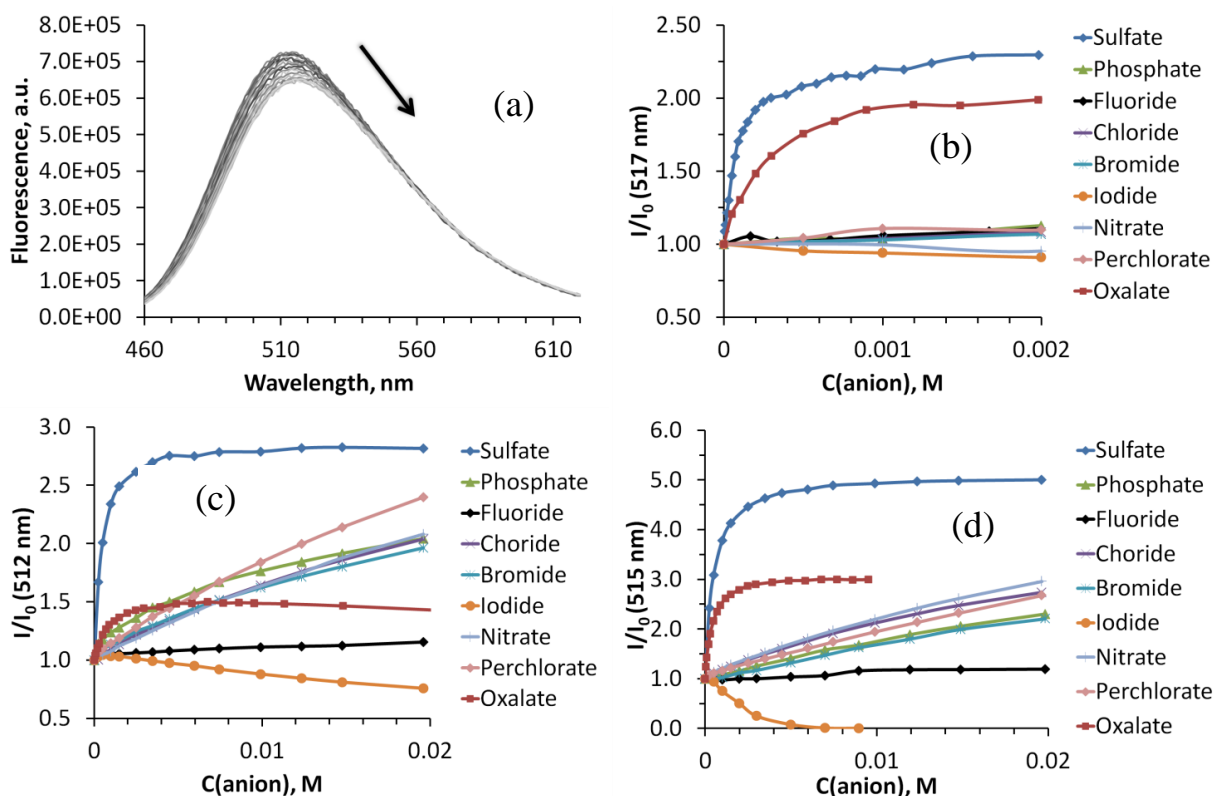 8.0E+05
7.0E+05
6.0E+05
5.0E+05
4.0E+05
3.0E+05
2.0E+05
1.0E+05
0.0E+00
Fluorescence, a.u.
(a)
460
510
560
610
Wavelength, nm
2.50
2.00
1.50
1.00
0.50
I/I₀ (517 nm)
(b)
0
0.001
0.002
C(anion), M
Sulfate
Phosphate
Fluoride
Chloride
Bromide
Iodide
Nitrate
Perchlorate
Oxalate
3.0
2.5
2.0
1.5
1.0
0.5
I/I₀ (512 nm)
(c)
0
0.01
0.02
C(anion), M
Sulfate
Phosphate
Fluoride
Choride
Bromide
Iodide
Nitrate
Perchlorate
Oxalate
6.0
5.0
4.0
3.0
2.0
1.0
0.0
I/I₀ (515 nm)
(d)
0
0.01
0.02
C(anion), M
Sulfate
Phosphate
Fluoride
Choride
Bromide
Iodide
Nitrate
Perchlorate
Oxalate